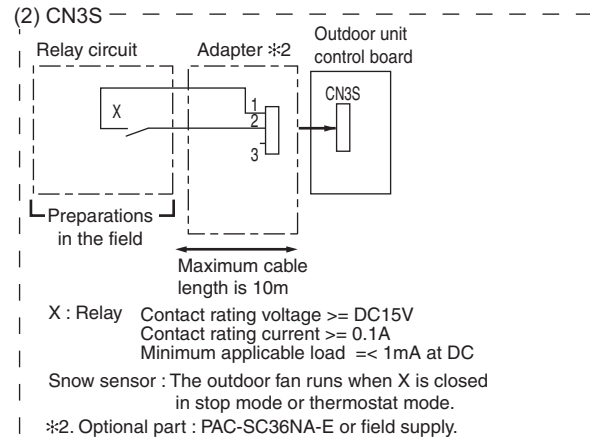 (2) CN3S
Relay circuit
Adapter ※2
Outdoor unit
control board
X
1
2
3
CN3S
Preparations
in the field
Maximum cable
length is 10m
X : Relay
Contact rating voltage >= DC15V
Contact rating current >= 0.1A
Minimum applicable load =< 1mA at DC
Snow sensor : The outdoor fan runs when X is closed
in stop mode or thermostat mode.
※2. Optional part : PAC-SC36NA-E or field supply.